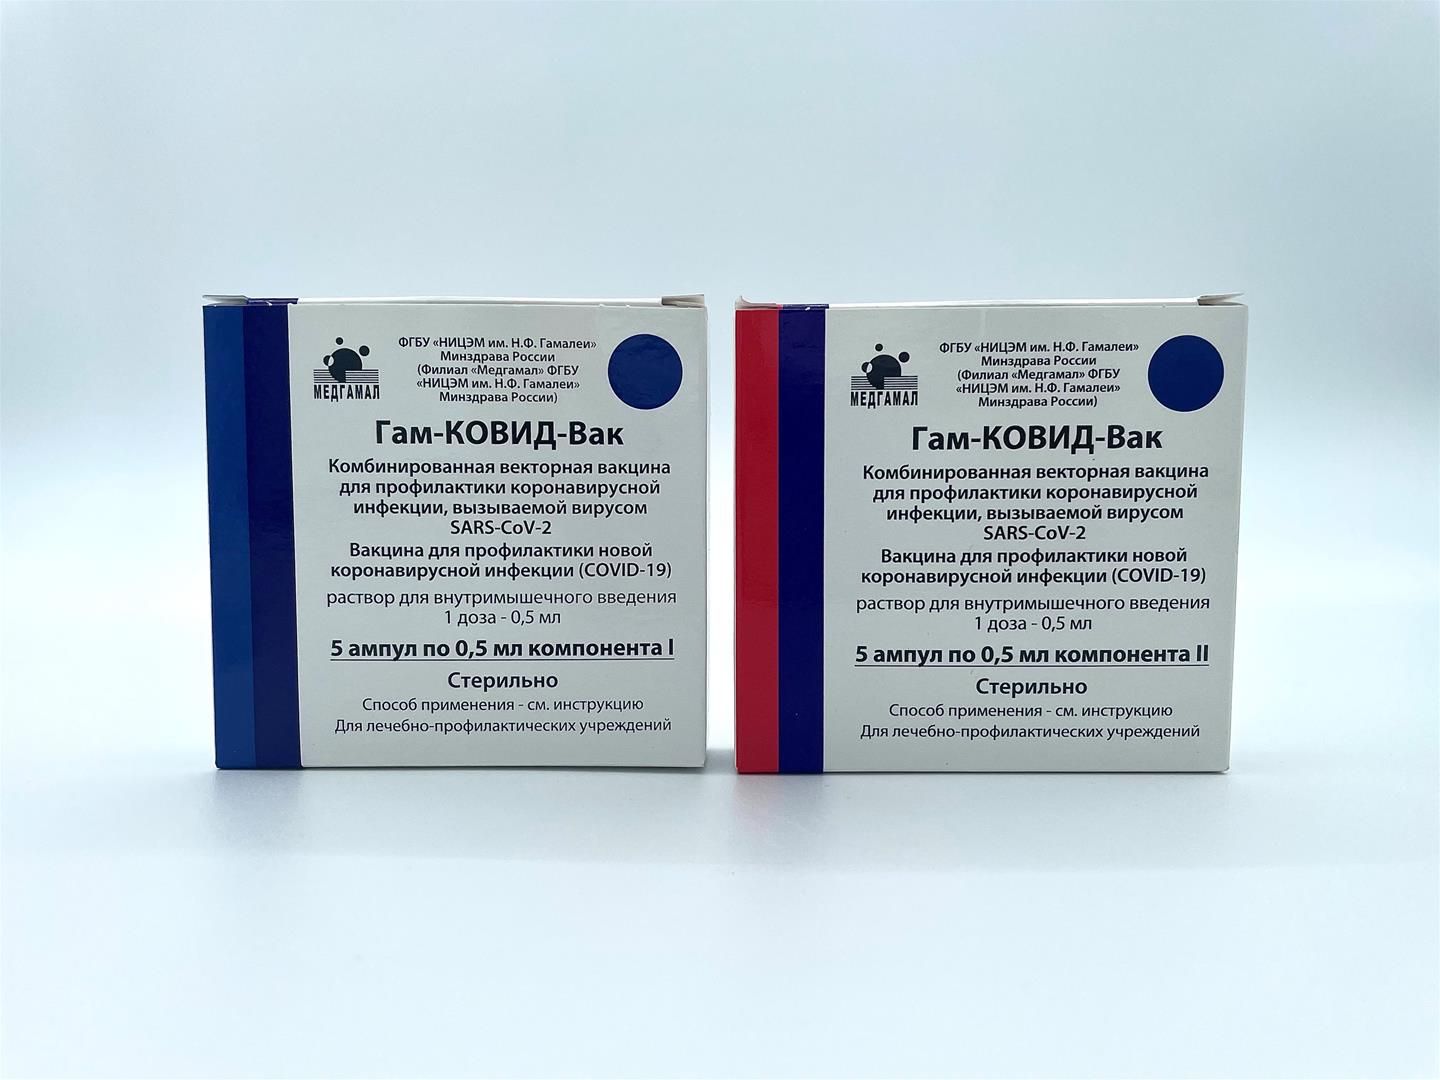 МЕДГАМАЛ
ФГБУ «НИЦЭМ им. Н.Ф. Гамалеи»
Минздрава России
(Филиал «Медгамал» ФГБУ
«НИЦЭМ им. Н.Ф. Гамалеи»
Минздрава России)
Гам-КОВИД-Вак
Комбинированная векторная вакцина
для профилактики коронавирусной
инфекции, вызываемой вирусом
SARS-CoV-2
Вакцина для профилактики новой
коронавирусной инфекции (COVID-19)
раствор для внутримышечного введения
1 доза - 0,5 мл
5 ампул по 0,5 мл компонента I
Стерильно
Способ применения - см. инструкцию
Для лечебно-профилактических учреждений
МЕДГАМАЛ
ФГБУ «НИЦЭМ им. Н.Ф. Гамалеи»
Минздрава России
(Филиал «Медгамал» ФГБУ
«НИЦЭМ им. Н.Ф. Гамалеи»
Минздрава России)
Гам-КОВИД-Вак
Комбинированная векторная вакцина
для профилактики коронавирусной
инфекции, вызываемой вирусом
SARS-CoV-2
Вакцина для профилактики новой
коронавирусной инфекции (COVID-19)
раствор для внутримышечного введения
1 доза - 0,5 мл
5 ампул по 0,5 мл компонента II
Стерильно
Способ применения - см. инструкцию
Для лечебно-профилактических учреждений